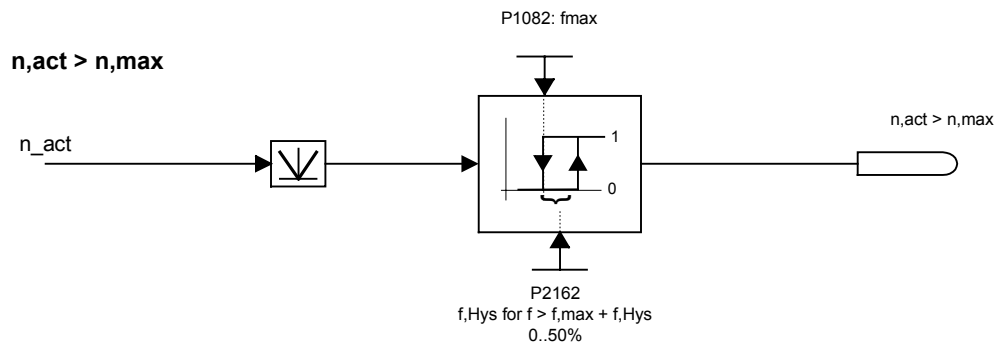 P1082: fmax
n,act > n,max
n_act
n,act > n,max
1
0
P2162
f,Hys for f > f,max + f,Hys
0..50%